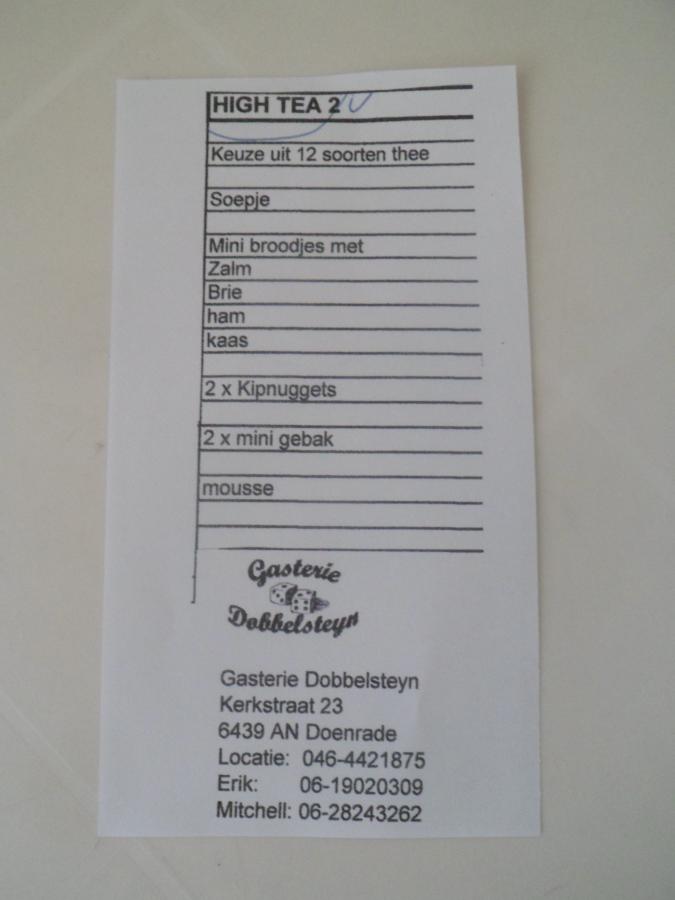 HIGH TEA 2
Keuze uit 12 soorten thee
Soepje
Mini broodjes met
Zalm
Brie
ham
kaas
2 x Kipnuggets
2 x mini gebak
mousse
Gasterie
Dobbelsteyn
Gasterie Dobbelsteyn
Kerkstraat 23
6439 AN Doenrade
Locatie: 046-4421875
Erik: 06-19020309
Mitchell: 06-28243262